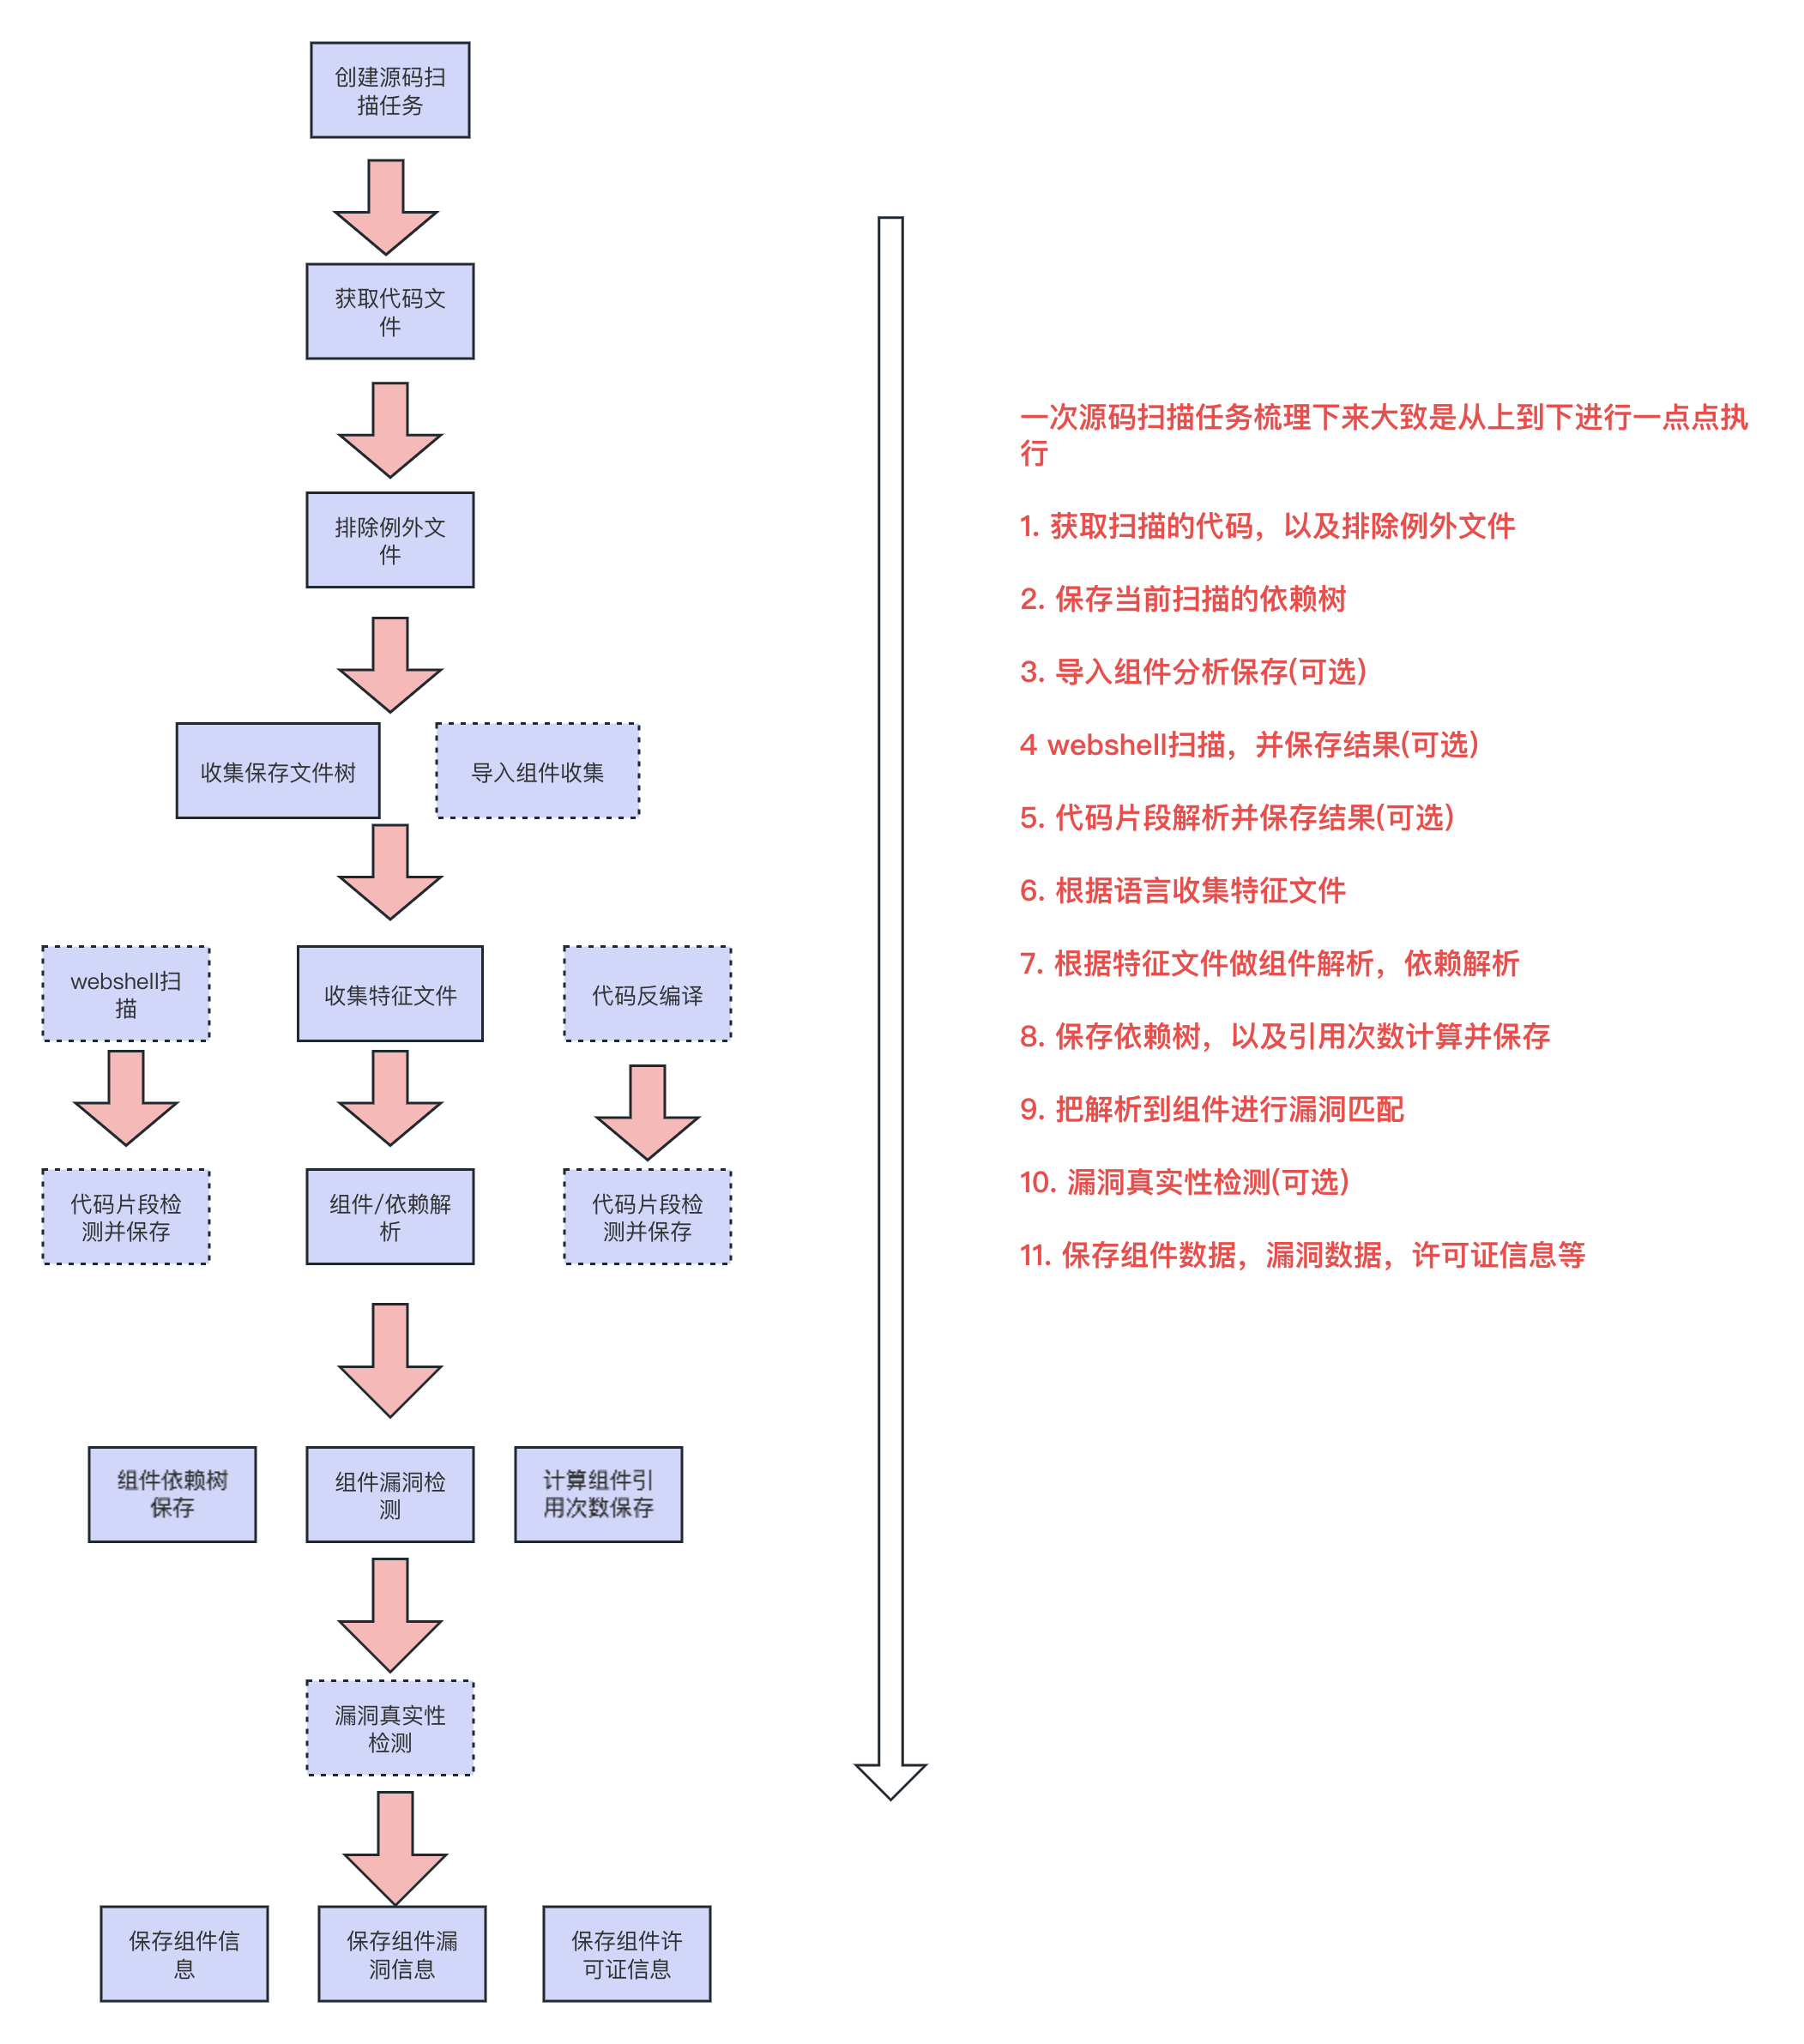 创建源码扫
描任务
获取代码文
件
排除例外文
件
收集保存文件树
导入组件收集
webshell扫
描
收集特征文件
代码反编译
代码片段检
测并保存
组件/依赖解
析
代码片段检
测并保存
组件依赖树
保存
组件漏洞检
测
计算组件引
用次数保存
漏洞真实性
检测
保存组件信
息
保存组件漏
洞信息
保存组件许
可证信息
一次源码扫描任务梳理下来大致是从上到下进行一点点执
行
1. 获取扫描的代码，以及排除例外文件
2. 保存当前扫描的依赖树
3. 导入组件分析保存(可选)
4 webshell扫描，并保存结果(可选)
5. 代码片段解析并保存结果(可选)
6. 根据语言收集特征文件
7. 根据特征文件做组件解析，依赖解析
8. 保存依赖树，以及引用次数计算并保存
9. 把解析到组件进行漏洞匹配
10. 漏洞真实性检测(可选)
11. 保存组件数据，漏洞数据，许可证信息等